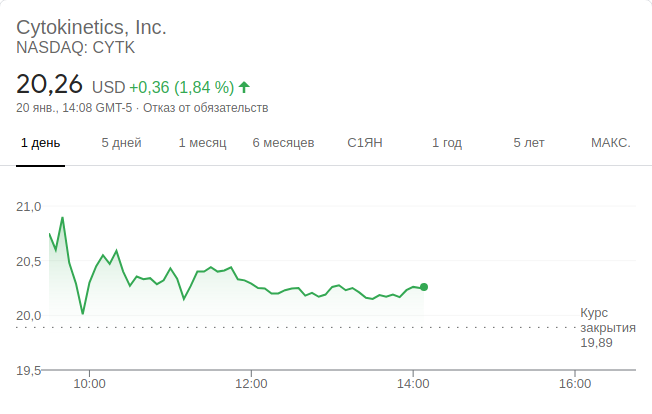 Cytokinetics, Inc.
NASDAQ: CYTK
20,26 USD +0,36 (1,84 %)
20 янв., 14:08 GMT-5 · Отказ от обязательств
1 день 5 дней 1 месяц 6 месяцев С1ЯН 1 год 5 лет МАКС.
21,0
20,5
20,0
Курс
закрытия
19,89
19,5
10:00 12:00 14:00 16:00